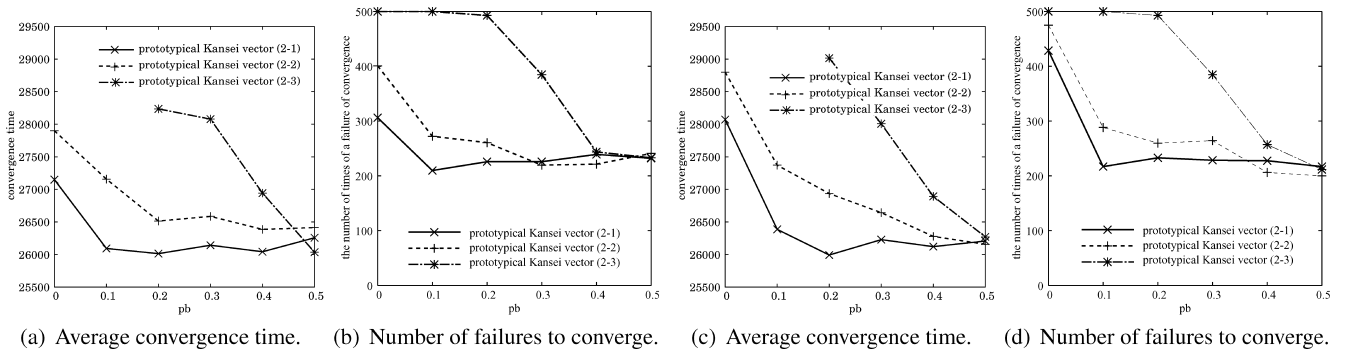 29500
29000
28500
28000
27500
27000
26500
26000
25500
convergence time
prototypical Kansei vector (2-1)
prototypical Kansei vector (2-2)
prototypical Kansei vector (2-3)
0 0.1 0.2 0.3 0.4 0.5
pb
(a) Average convergence time.
500
400
300
200
100
0
the number of times of a failure of convergence
prototypical Kansei vector (2-1)
prototypical Kansei vector (2-2)
prototypical Kansei vector (2-3)
0 0.1 0.2 0.3 0.4 0.5
pb
(b) Number of failures to converge.
29500
29000
28500
28000
27500
27000
26500
26000
25500
convergence time
prototypical Kansei vector (2-1)
prototypical Kansei vector (2-2)
prototypical Kansei vector (2-3)
0 0.1 0.2 0.3 0.4 0.5
pb
(c) Average convergence time.
500
400
300
200
100
0
the number of times of a failure of convergence
prototypical Kansei vector (2-1)
prototypical Kansei vector (2-2)
prototypical Kansei vector (2-3)
0 0.1 0.2 0.3 0.4 0.5
pb
(d) Number of failures to converge.